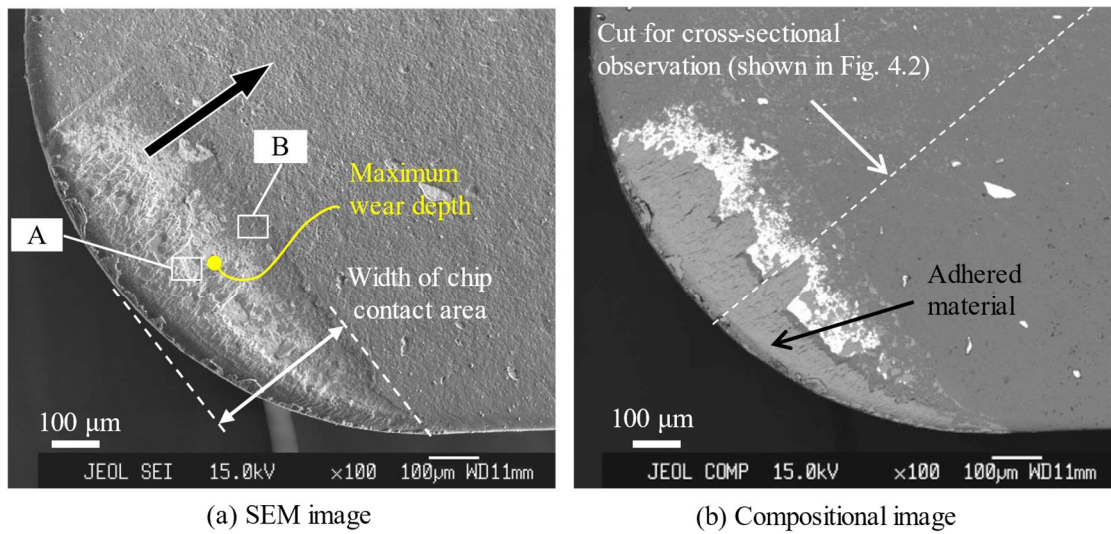 B
A
Maximum
wear depth
Width of chip
contact area
100 μm
JEOL SEI 15.0kV ×100 100μm WD11mm
(a) SEM image
Cut for cross-sectional
observation (shown in Fig. 4.2)
Adhered
material
100 μm
JEOL COMP 15.0kV ×100 100μm WD11mm
(b) Compositional image